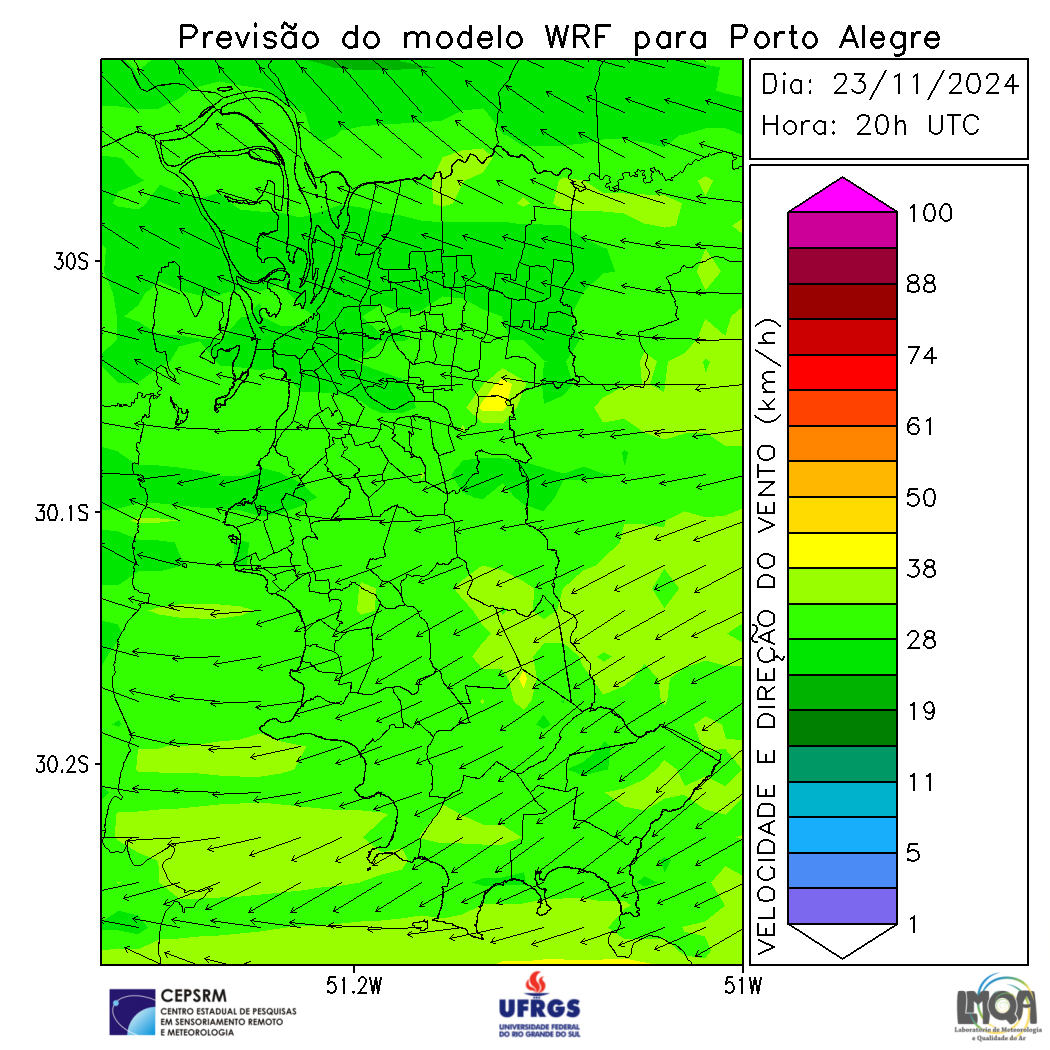 Previsão do modelo WRF para Porto Alegre
Dia: 23/11/2024
Hora: 20h UTC
30S
30.1S
30.2S
51.2W
51W
VELOCIDADE E DIREÇÃO DO VENTO (km/h)
100
88
74
61
50
38
28
19
11
5
1
CEPSRM
CENTRO ESTADUAL DE PESQUISAS
EM SENSORIAMENTO REMOTO
E METEOROLOGIA
UFRGS
UNIVERSIDADE FEDERAL
DO RIO GRANDE DO SUL
LMQA
Laboratório de Meteorologia
e Qualidade do Ar